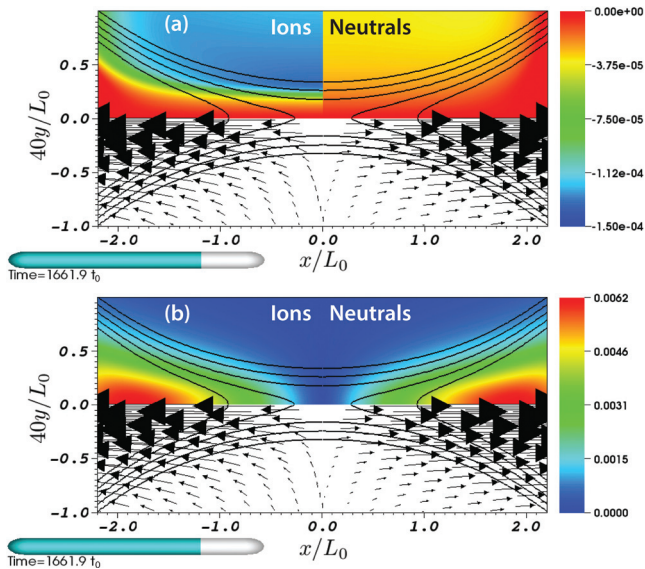 (a) Ions Neutrals
0.00e+00
-3.75e-05
-7.50e-05
-1.12e-04
-1.50e-04
40y/L₀
0.5
0.0
-0.5
-1.0
-2.0 -1.0 0.0 1.0 2.0
x/L₀
Time=1661.9 t₀
(b) Ions Neutrals
0.0062
0.0046
0.0031
0.0015
0.0000
40y/L₀
0.5
0.0
-0.5
-1.0
-2.0 -1.0 0.0 1.0 2.0
x/L₀
Time=1661.9 t₀